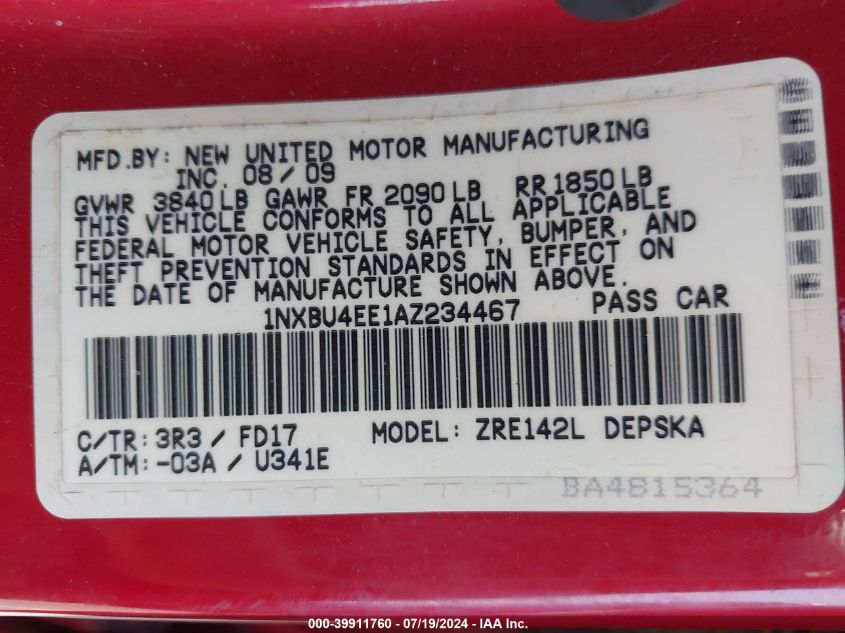 MFD.BY: NEW UNITED MOTOR MANUFACTURING
INC. 08/09
GVWR 3840LB GAWR FR 2090LB RR1850LB
THIS VEHICLE CONFORMS TO ALL APPLICABLE
FEDERAL MOTOR VEHICLE SAFETY, BUMPER, AND
THEFT PREVENTION STANDARDS IN EFFECT ON
THE DATE OF MANUFACTURE SHOWN ABOVE.
1NXBU4EE1AZ234467 PASS CAR
C/TR: 3R3 / FD17 MODEL: ZRE142L DEPSKA
A/TM: -03A / U341E
BA4815364
000-39911760 - 07/19/2024 - IAA Inc.